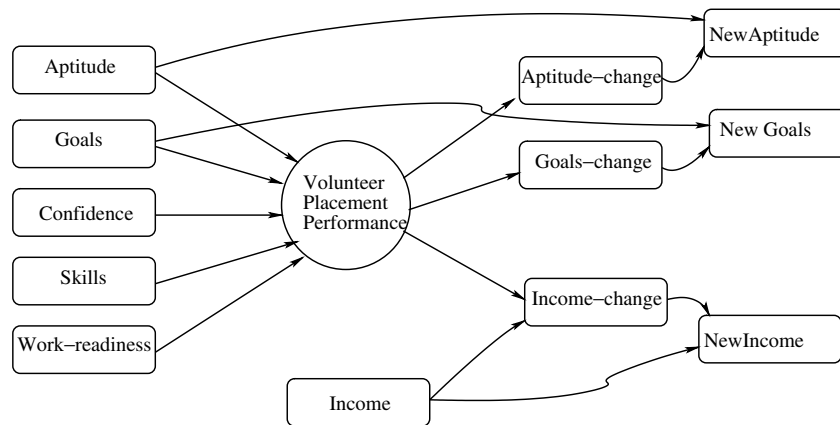 Aptitude
Goals
Confidence
Skills
Work–readiness
Volunteer
Placement
Performance
Income
Aptitude–change
Goals–change
Income–change
NewAptitude
New Goals
NewIncome